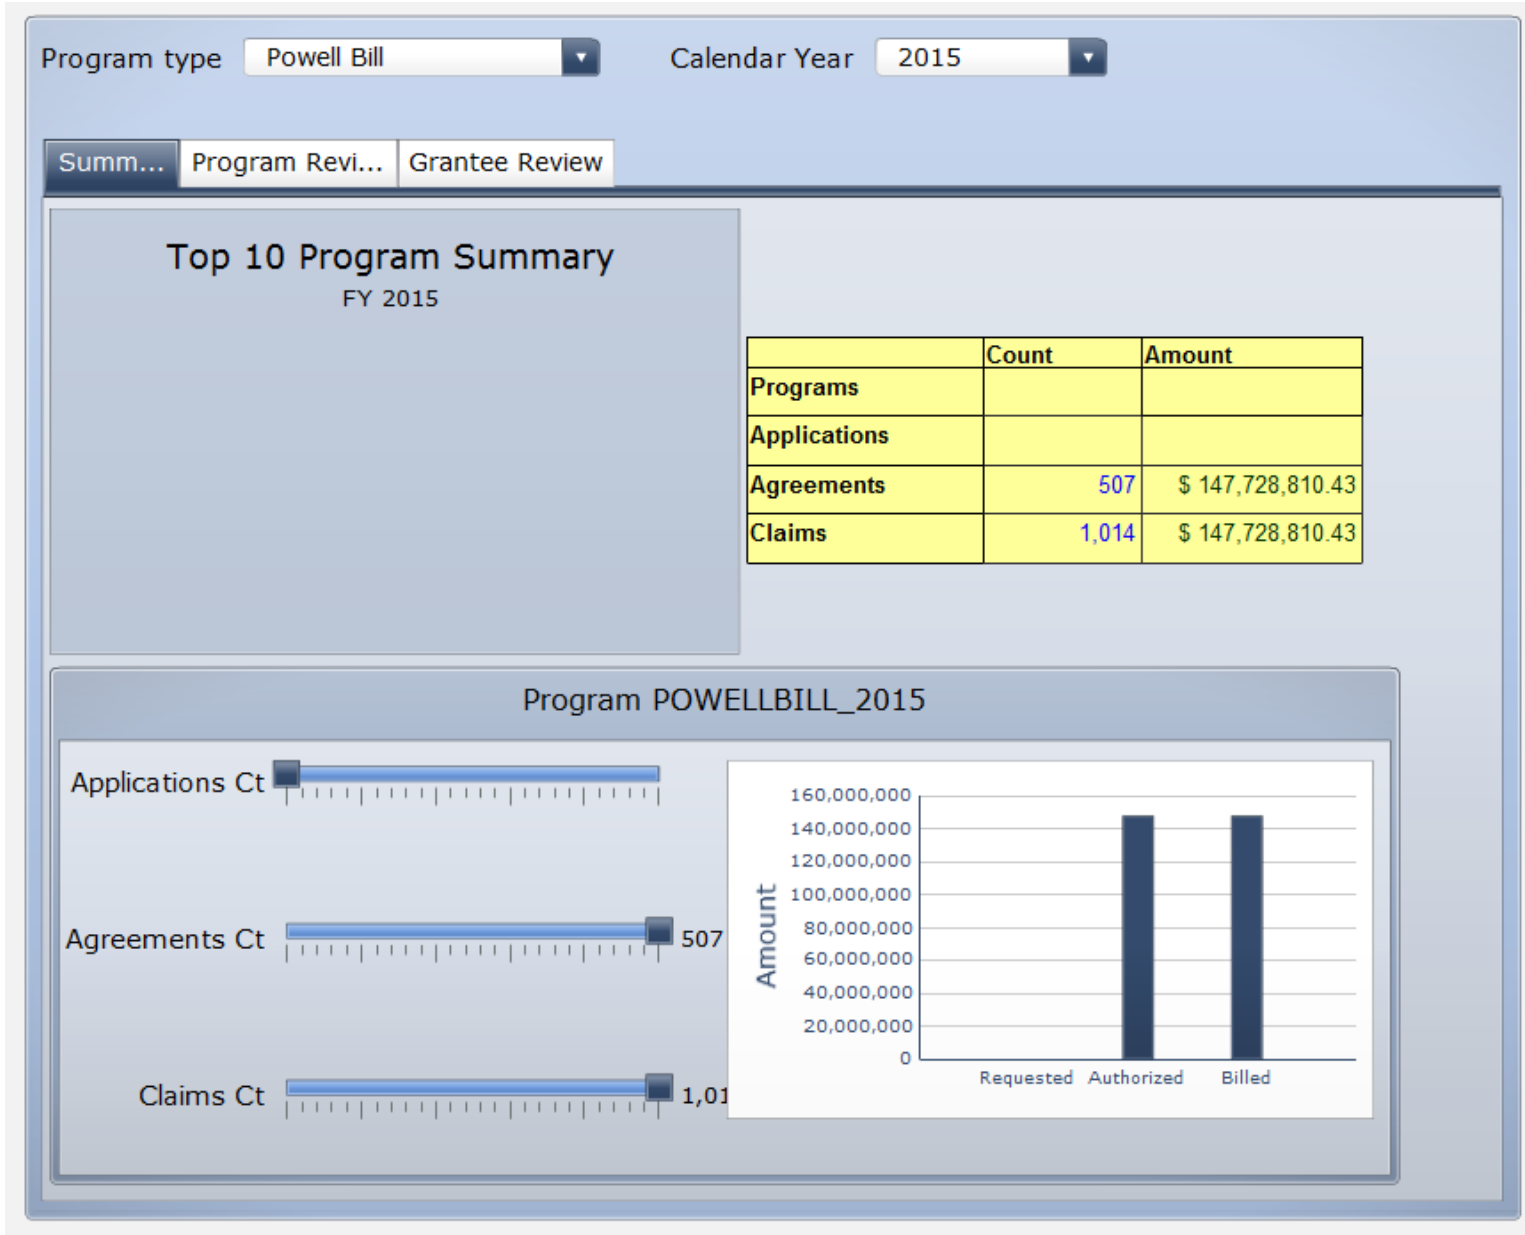 Program type Powell Bill Calendar Year 2015
Summ... Program Revi... Grantee Review
Top 10 Program Summary
FY 2015
Count Amount
Programs
Applications
Agreements 507 $ 147,728,810.43
Claims 1,014 $ 147,728,810.43
Program POWELLBILL_2015
Applications Ct
Agreements Ct 507
Claims Ct 1,01
Amount
160,000,000
140,000,000
120,000,000
100,000,000
80,000,000
60,000,000
40,000,000
20,000,000
0
Requested Authorized Billed